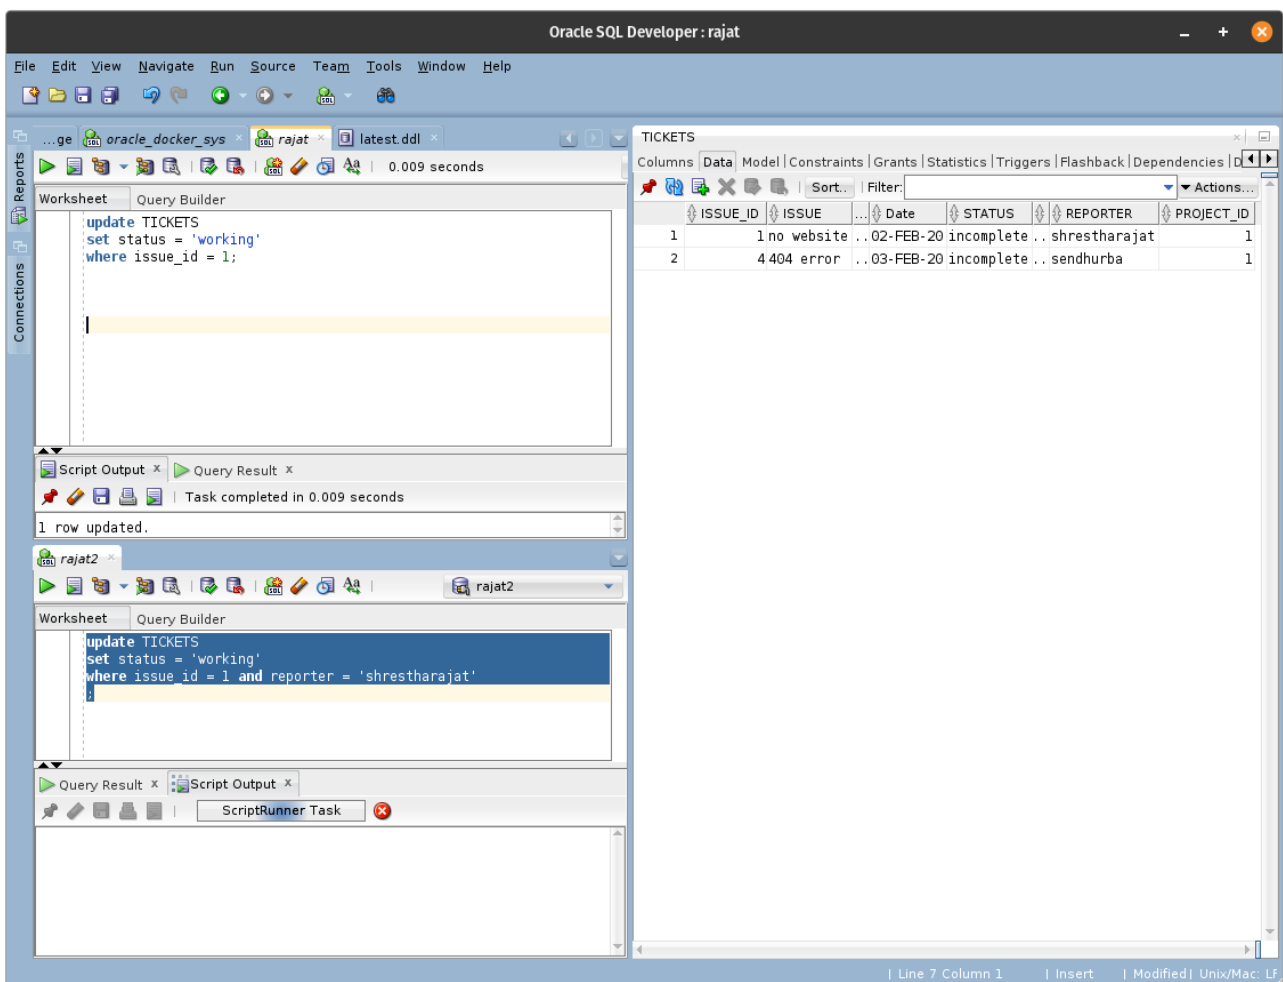 Oracle SQL Developer : rajat
File Edit View Navigate Run Source Team Tools Window Help
Reports
Connections
...ge oracle_docker_sys rajat latest.ddl
0.009 seconds
Worksheet Query Builder
update TICKETS
set status = 'working'
where issue_id = 1;
Script Output x Query Result x
Task completed in 0.009 seconds
1 row updated.
rajat2
rajat2
Worksheet Query Builder
update TICKETS
set status = 'working'
where issue_id = 1 and reporter = 'shrestharajat'
;
Query Result x Script Output x
ScriptRunner Task
TICKETS
Columns Data Model | Constraints | Grants | Statistics | Triggers | Flashback | Dependencies | D
Sort.. Filter: Actions...
ISSUE_ID ISSUE ... Date STATUS REPORTER PROJECT_ID
1 1 no website .. 02-FEB-20 incomplete .. shrestharajat 1
2 4 404 error .. 03-FEB-20 incomplete .. sendhurba 1
| Line 7 Column 1 | Insert | Modified | Unix/Mac: LF